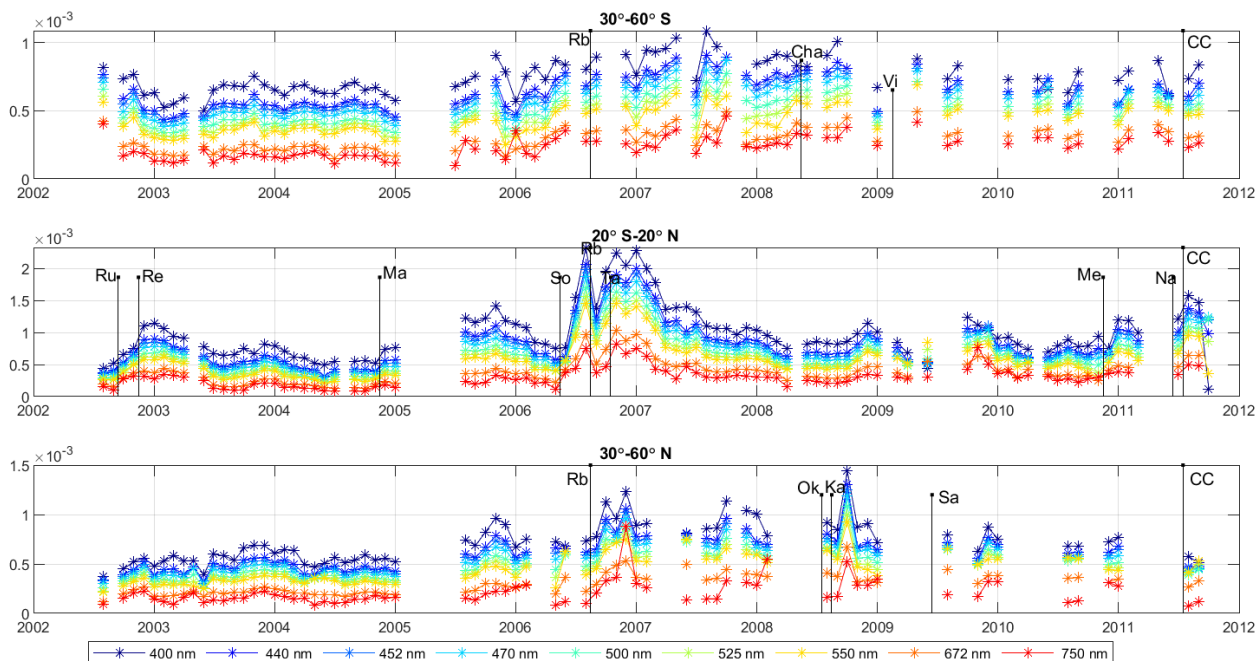 ×10⁻³
30°-60° S
1
0.5
0
Rb
Cha
Vi
CC
2002 2003 2004 2005 2006 2007 2008 2009 2010 2011 2012
×10⁻³
20° S-20° N
2
1.5
1
0.5
0
Ru
Re
Ma
So
Rb
Ta
Me
Na
CC
2002 2003 2004 2005 2006 2007 2008 2009 2010 2011 2012
×10⁻³
30°-60° N
1.5
1
0.5
0
Rb
Ok
Ka
Sa
CC
2002 2003 2004 2005 2006 2007 2008 2009 2010 2011 2012
400 nm 440 nm 452 nm 470 nm 500 nm 525 nm 550 nm 672 nm 750 nm